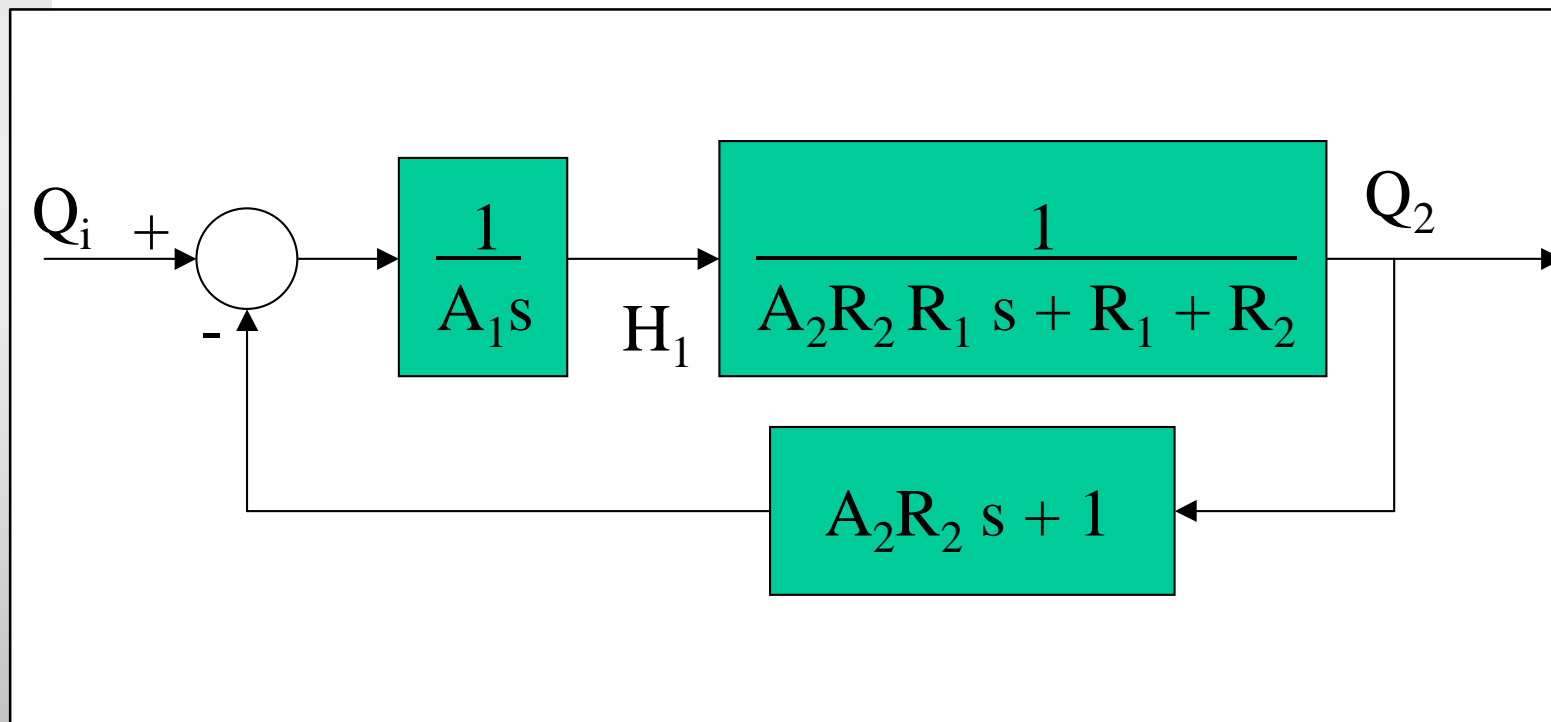 Qᵢ +
-
1
A₁s
H₁
1
A₂R₂ R₁ s + R₁ + R₂
Q₂
A₂R₂ s + 1